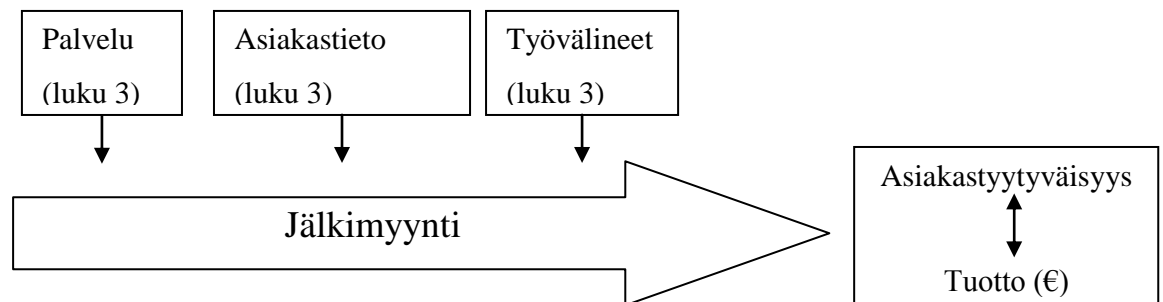 Palvelu
(luku 3)
Asiakastieto
(luku 3)
Työvälineet
(luku 3)
Jälkimyynti
Asiakastyytyväisyys
Tuotto (€)